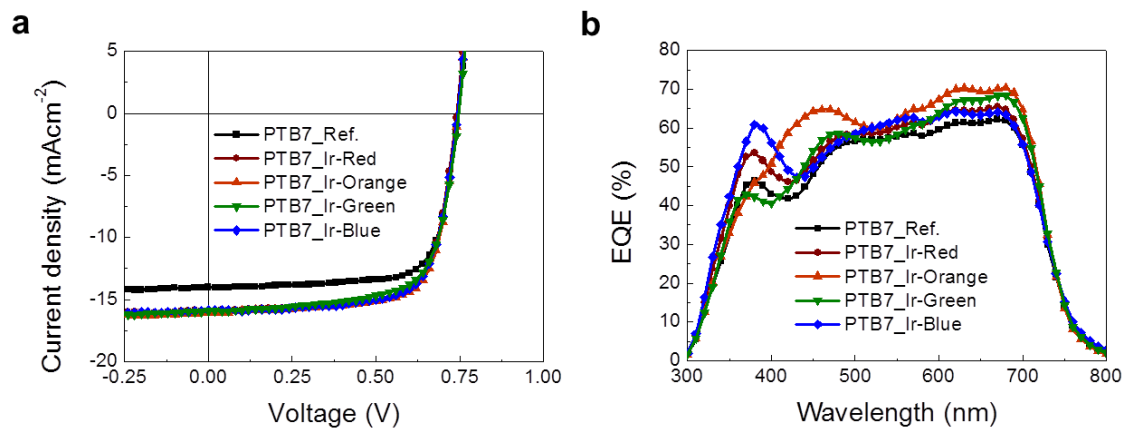 a
5
0
-5
-10
-15
-20
-0.25
0.00
0.25
0.50
0.75
1.00
Current density (mAcm⁻²)
Voltage (V)
PTB7_Ref.
PTB7_Ir-Red
PTB7_Ir-Orange
PTB7_Ir-Green
PTB7_Ir-Blue
b
80
70
60
50
40
30
20
10
0
300
400
500
600
700
800
EQE (%)
Wavelength (nm)
PTB7_Ref.
PTB7_Ir-Red
PTB7_Ir-Orange
PTB7_Ir-Green
PTB7_Ir-Blue